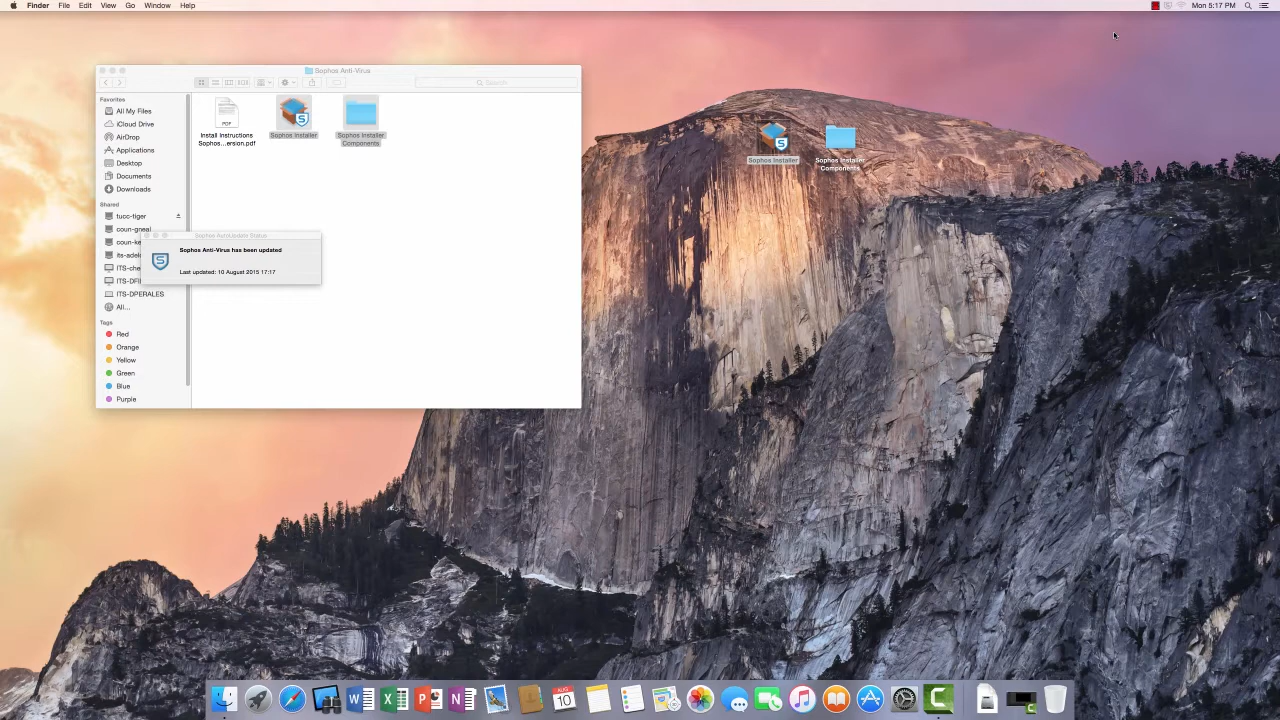 Finder File Edit View Go Window Help
Mon 5:17 PM
Sophos Anti-Virus
Search
Favorites
All My Files
iCloud Drive
AirDrop
Applications
Desktop
Documents
Downloads
Shared
tucc-tiger
coun-gneal
coun-ke
its-adel
ITS-che
ITS-DFI
ITS-DPERALES
All...
Tags
Red
Orange
Yellow
Green
Blue
Purple
PDF
Install Instructions
Sophos...ersion.pdf
Sophos Installer
Sophos Installer
Components
Sophos AutoUpdate Status
Sophos Anti-Virus has been updated
Last updated: 10 August 2015 17:17
Sophos Installer
Sophos Installer
Components
AUG
10